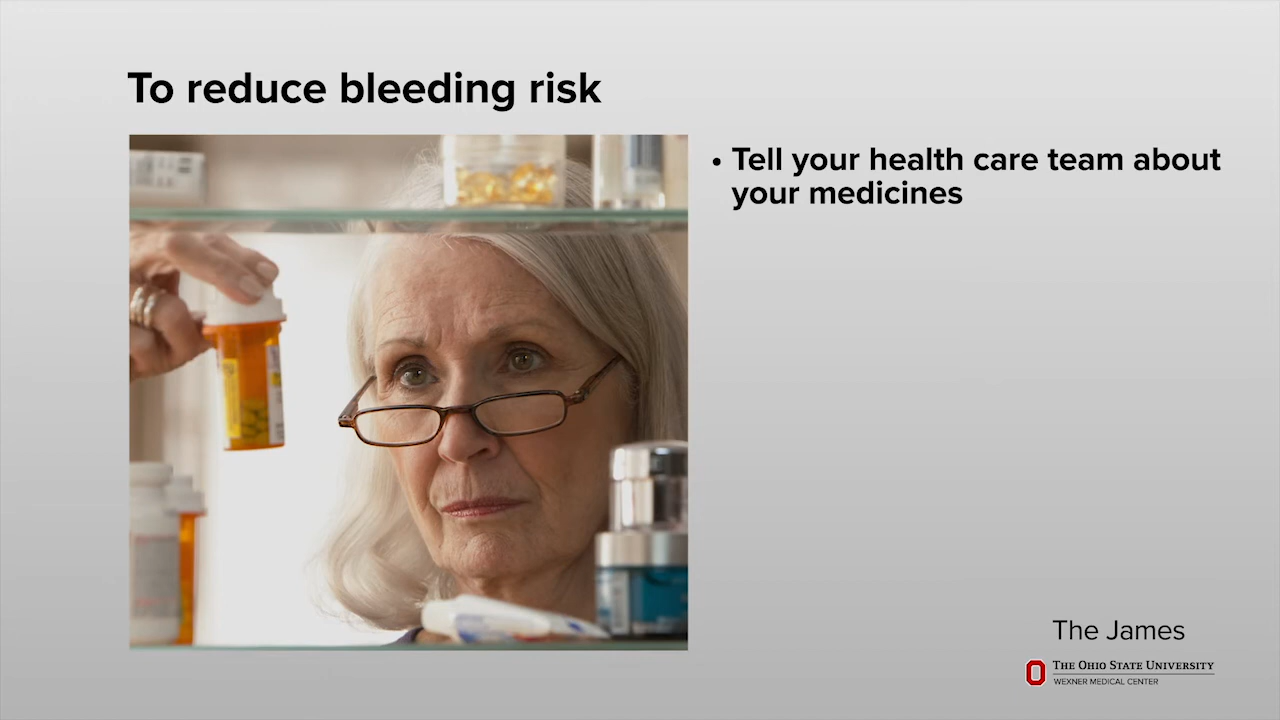 To reduce bleeding risk
• Tell your health care team about
your medicines
The James
THE OHIO STATE UNIVERSITY
WEXNER MEDICAL CENTER